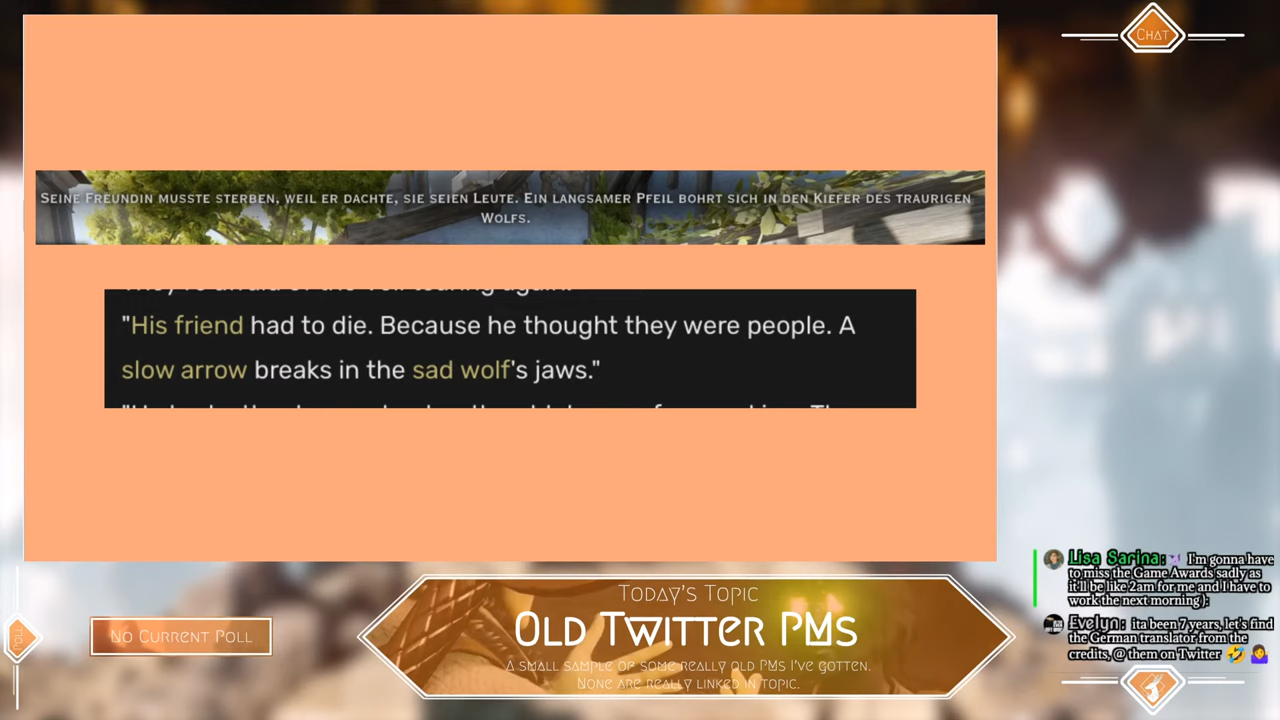 Chat
Seine Freundin musste sterben, weil er dachte, sie seien Leute. Ein langsamer Pfeil bohrt sich in den Kiefer des traurigen
Wolfs.
"His friend had to die. Because he thought they were people. A
slow arrow breaks in the sad wolf's jaws."
Lisa Sarina: I'm gonna have
to miss the Game Awards sadly as
it'll be like 2am for me and I have to
work the next morning ):
Evelyn: its been 7 years, let's find
the German translator from the
credits, @ them on Twitter 🤣 🤷‍♀️
Poll
No Current Poll
Today's Topic
Old Twitter PMs
A small sample of some really old PMs I've gotten.
None are really linked in topic.